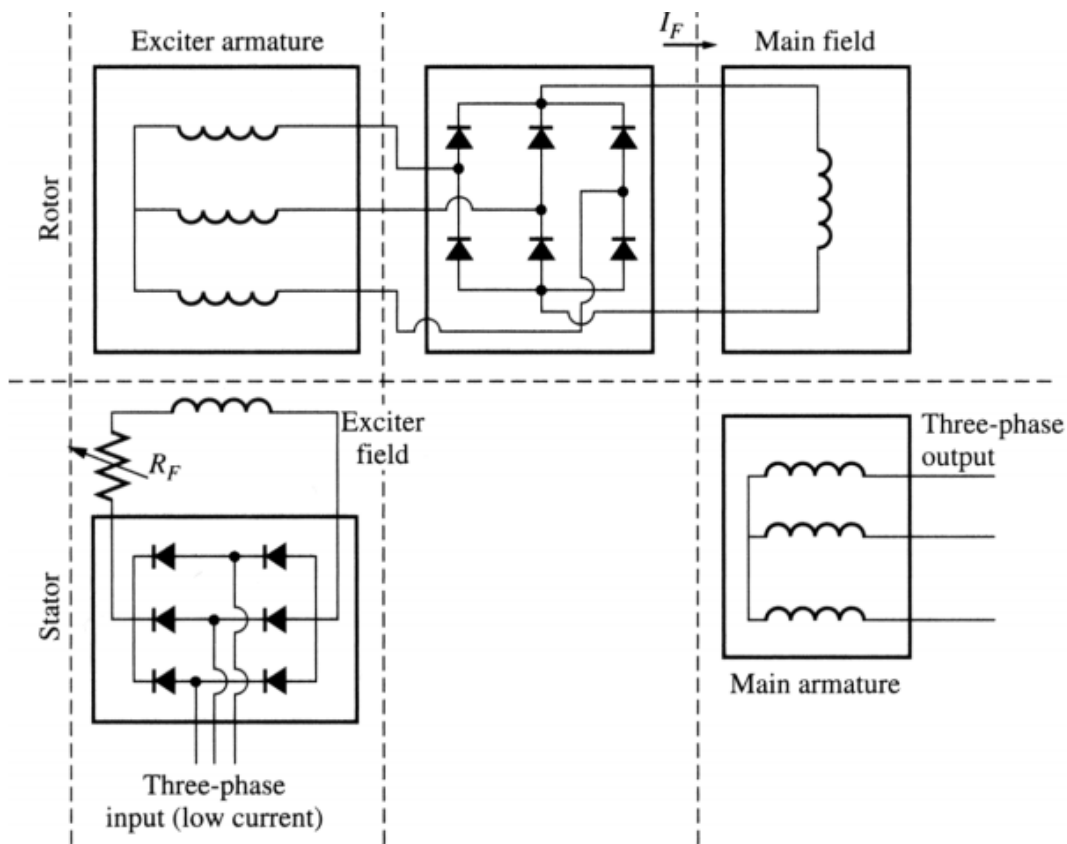 Exciter armature
I_F
Main field
Rotor
Exciter
field
R_F
Three-phase
output
Stator
Main armature
Three-phase
input (low current)